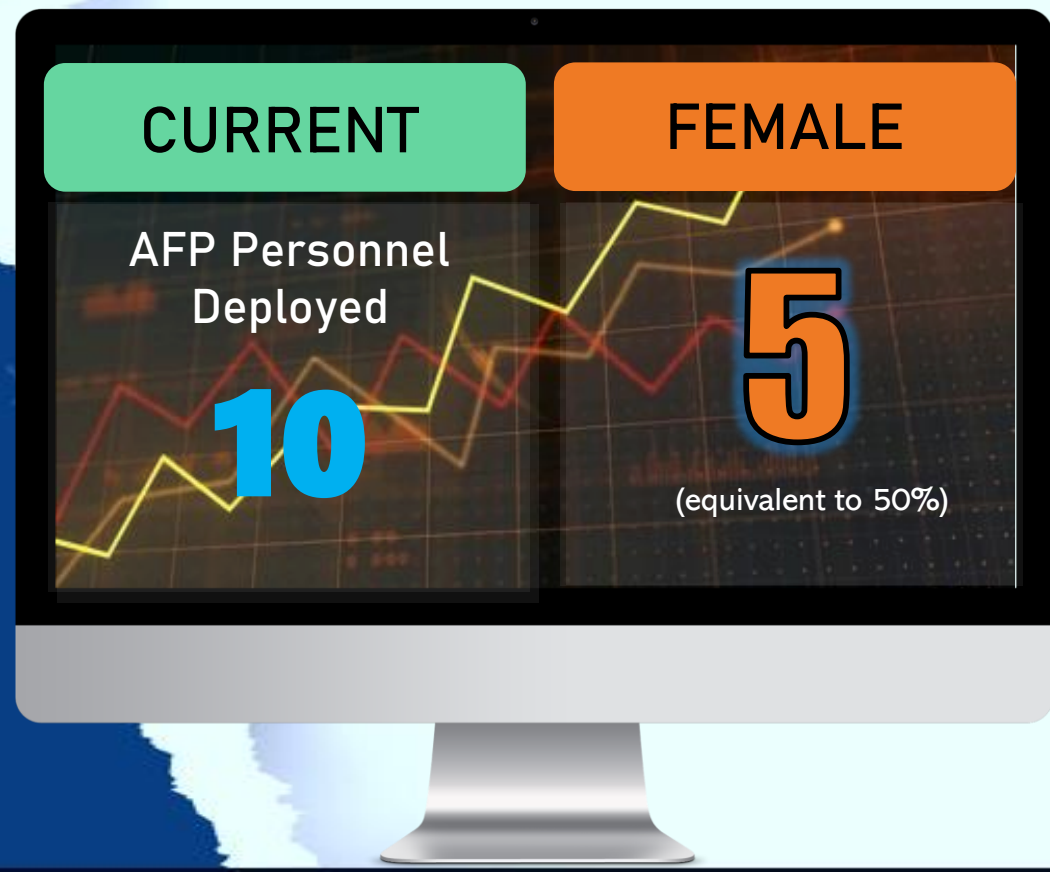 CURRENT
AFP Personnel
Deployed
10
FEMALE
5
(equivalent to 50%)